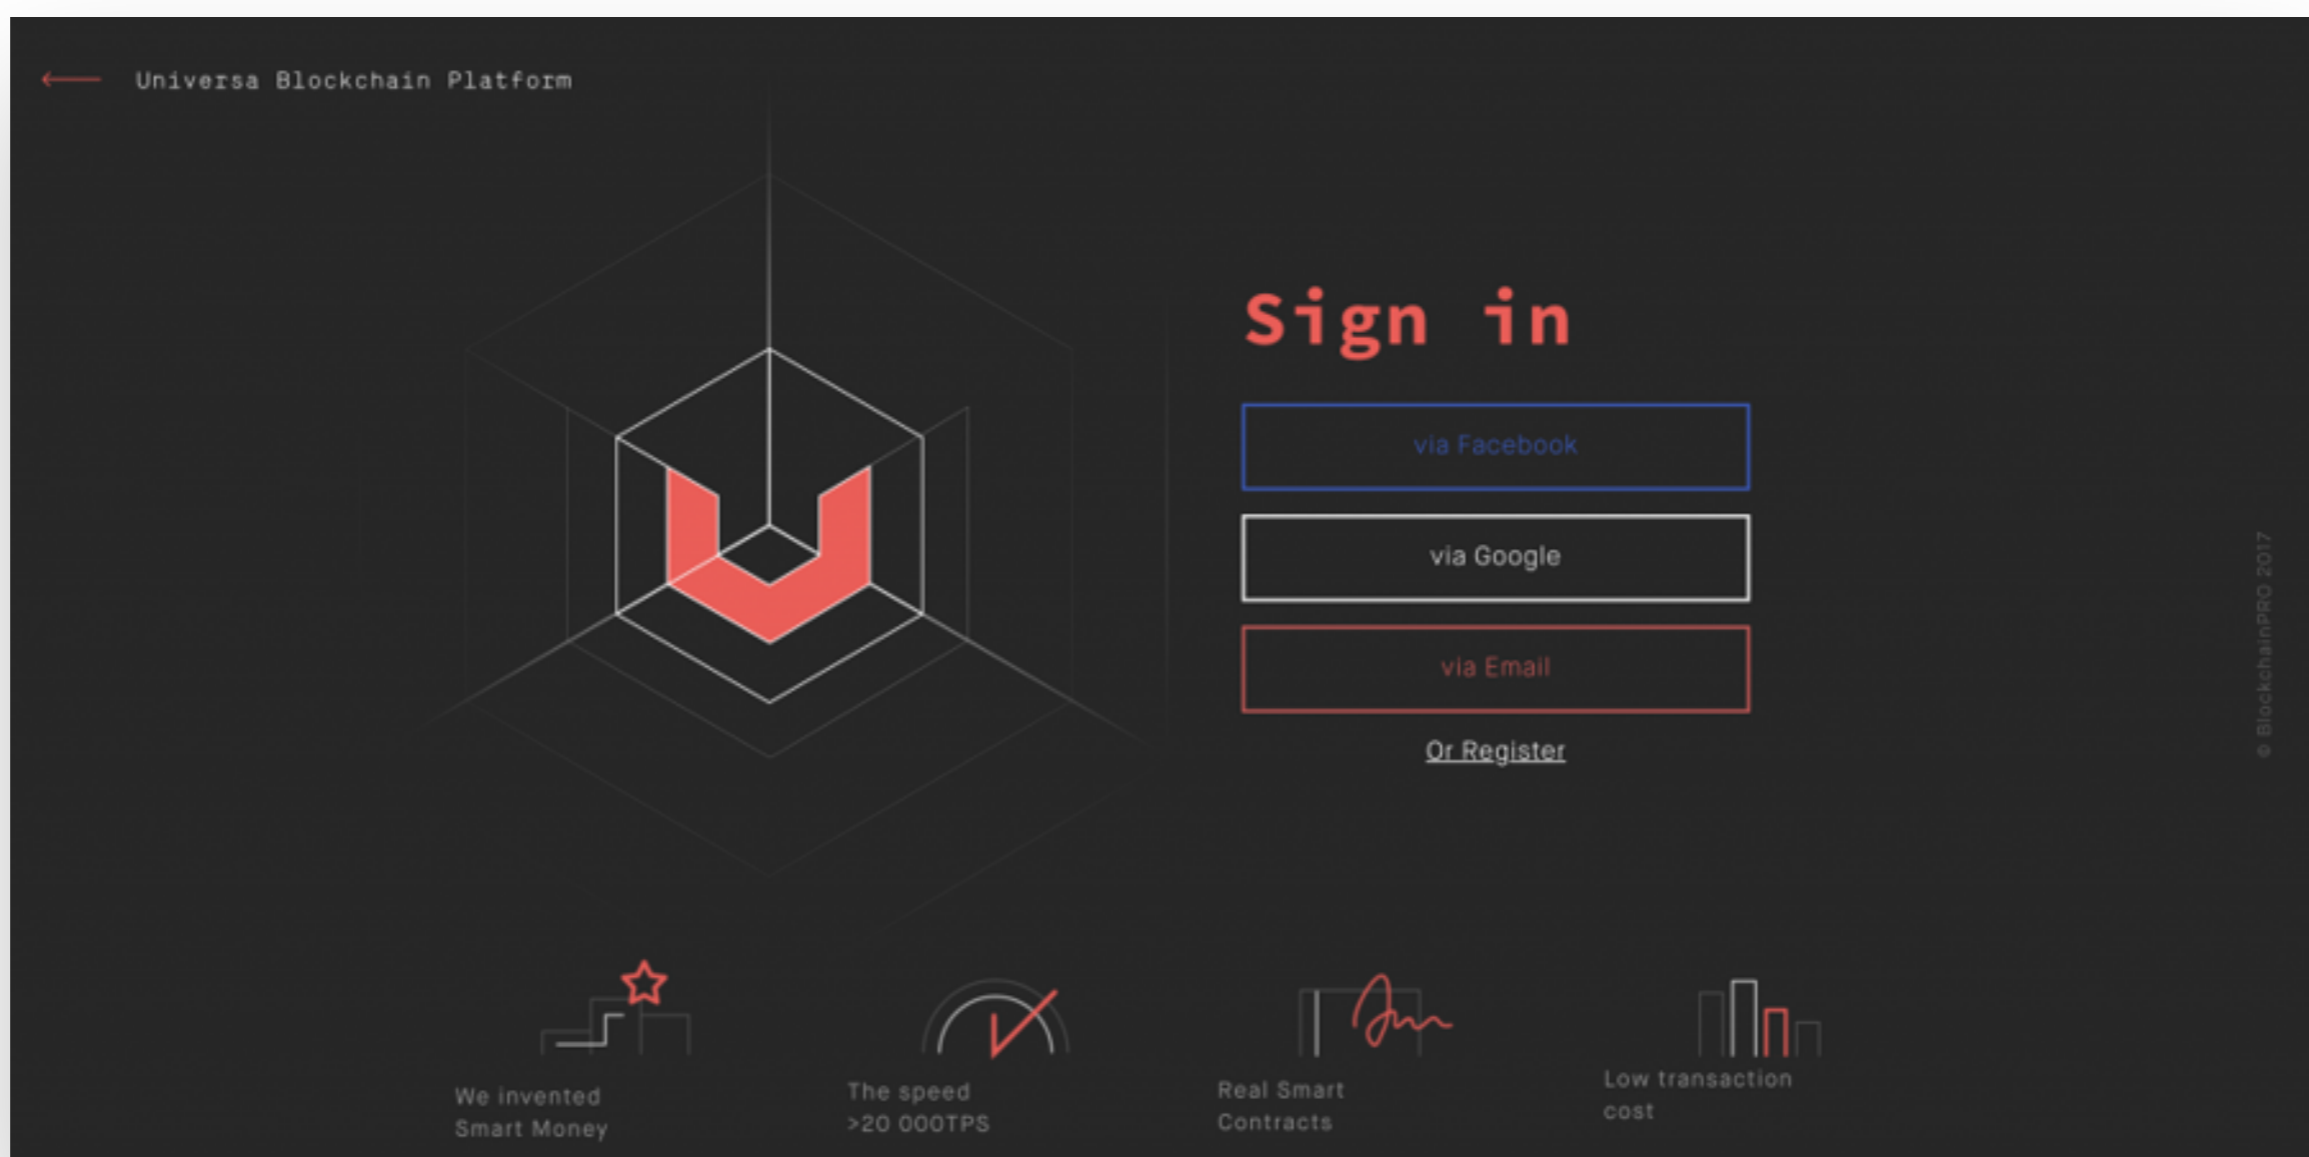 Universa Blockchain Platform
Sign in
via Facebook
via Google
via Email
Or Register
© BlockchainPRO 2017
We invented
Smart Money
The speed
>20 000TPS
Real Smart
Contracts
Low transaction
cost